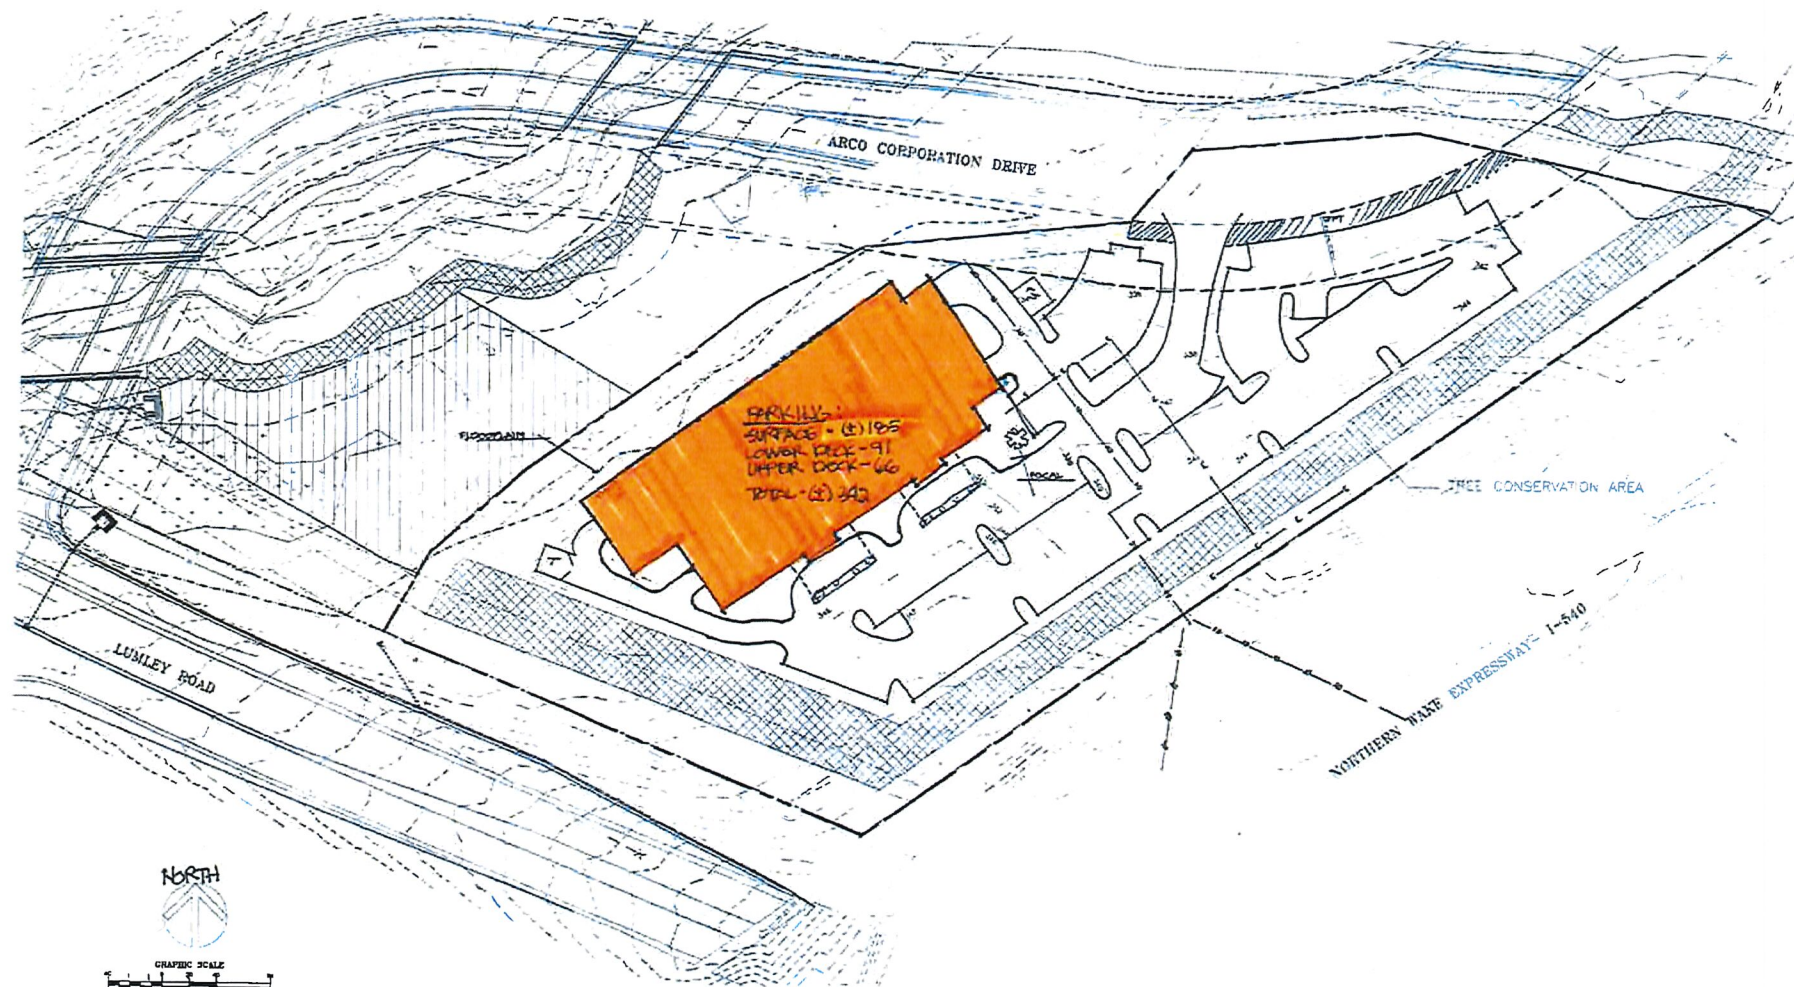 ARCO CORPORATION DRIVE
PARKING:
SURFACE - (±) 185
LOWER DECK - 91
UPPER DECK - 66
TOTAL - (±) 342
FLOODPLAIN
FOCAL
TREE CONSERVATION AREA
LUMLEY ROAD
NORTHERN WAKE EXPRESSWAY - I-540
NORTH
GRAPHIC SCALE